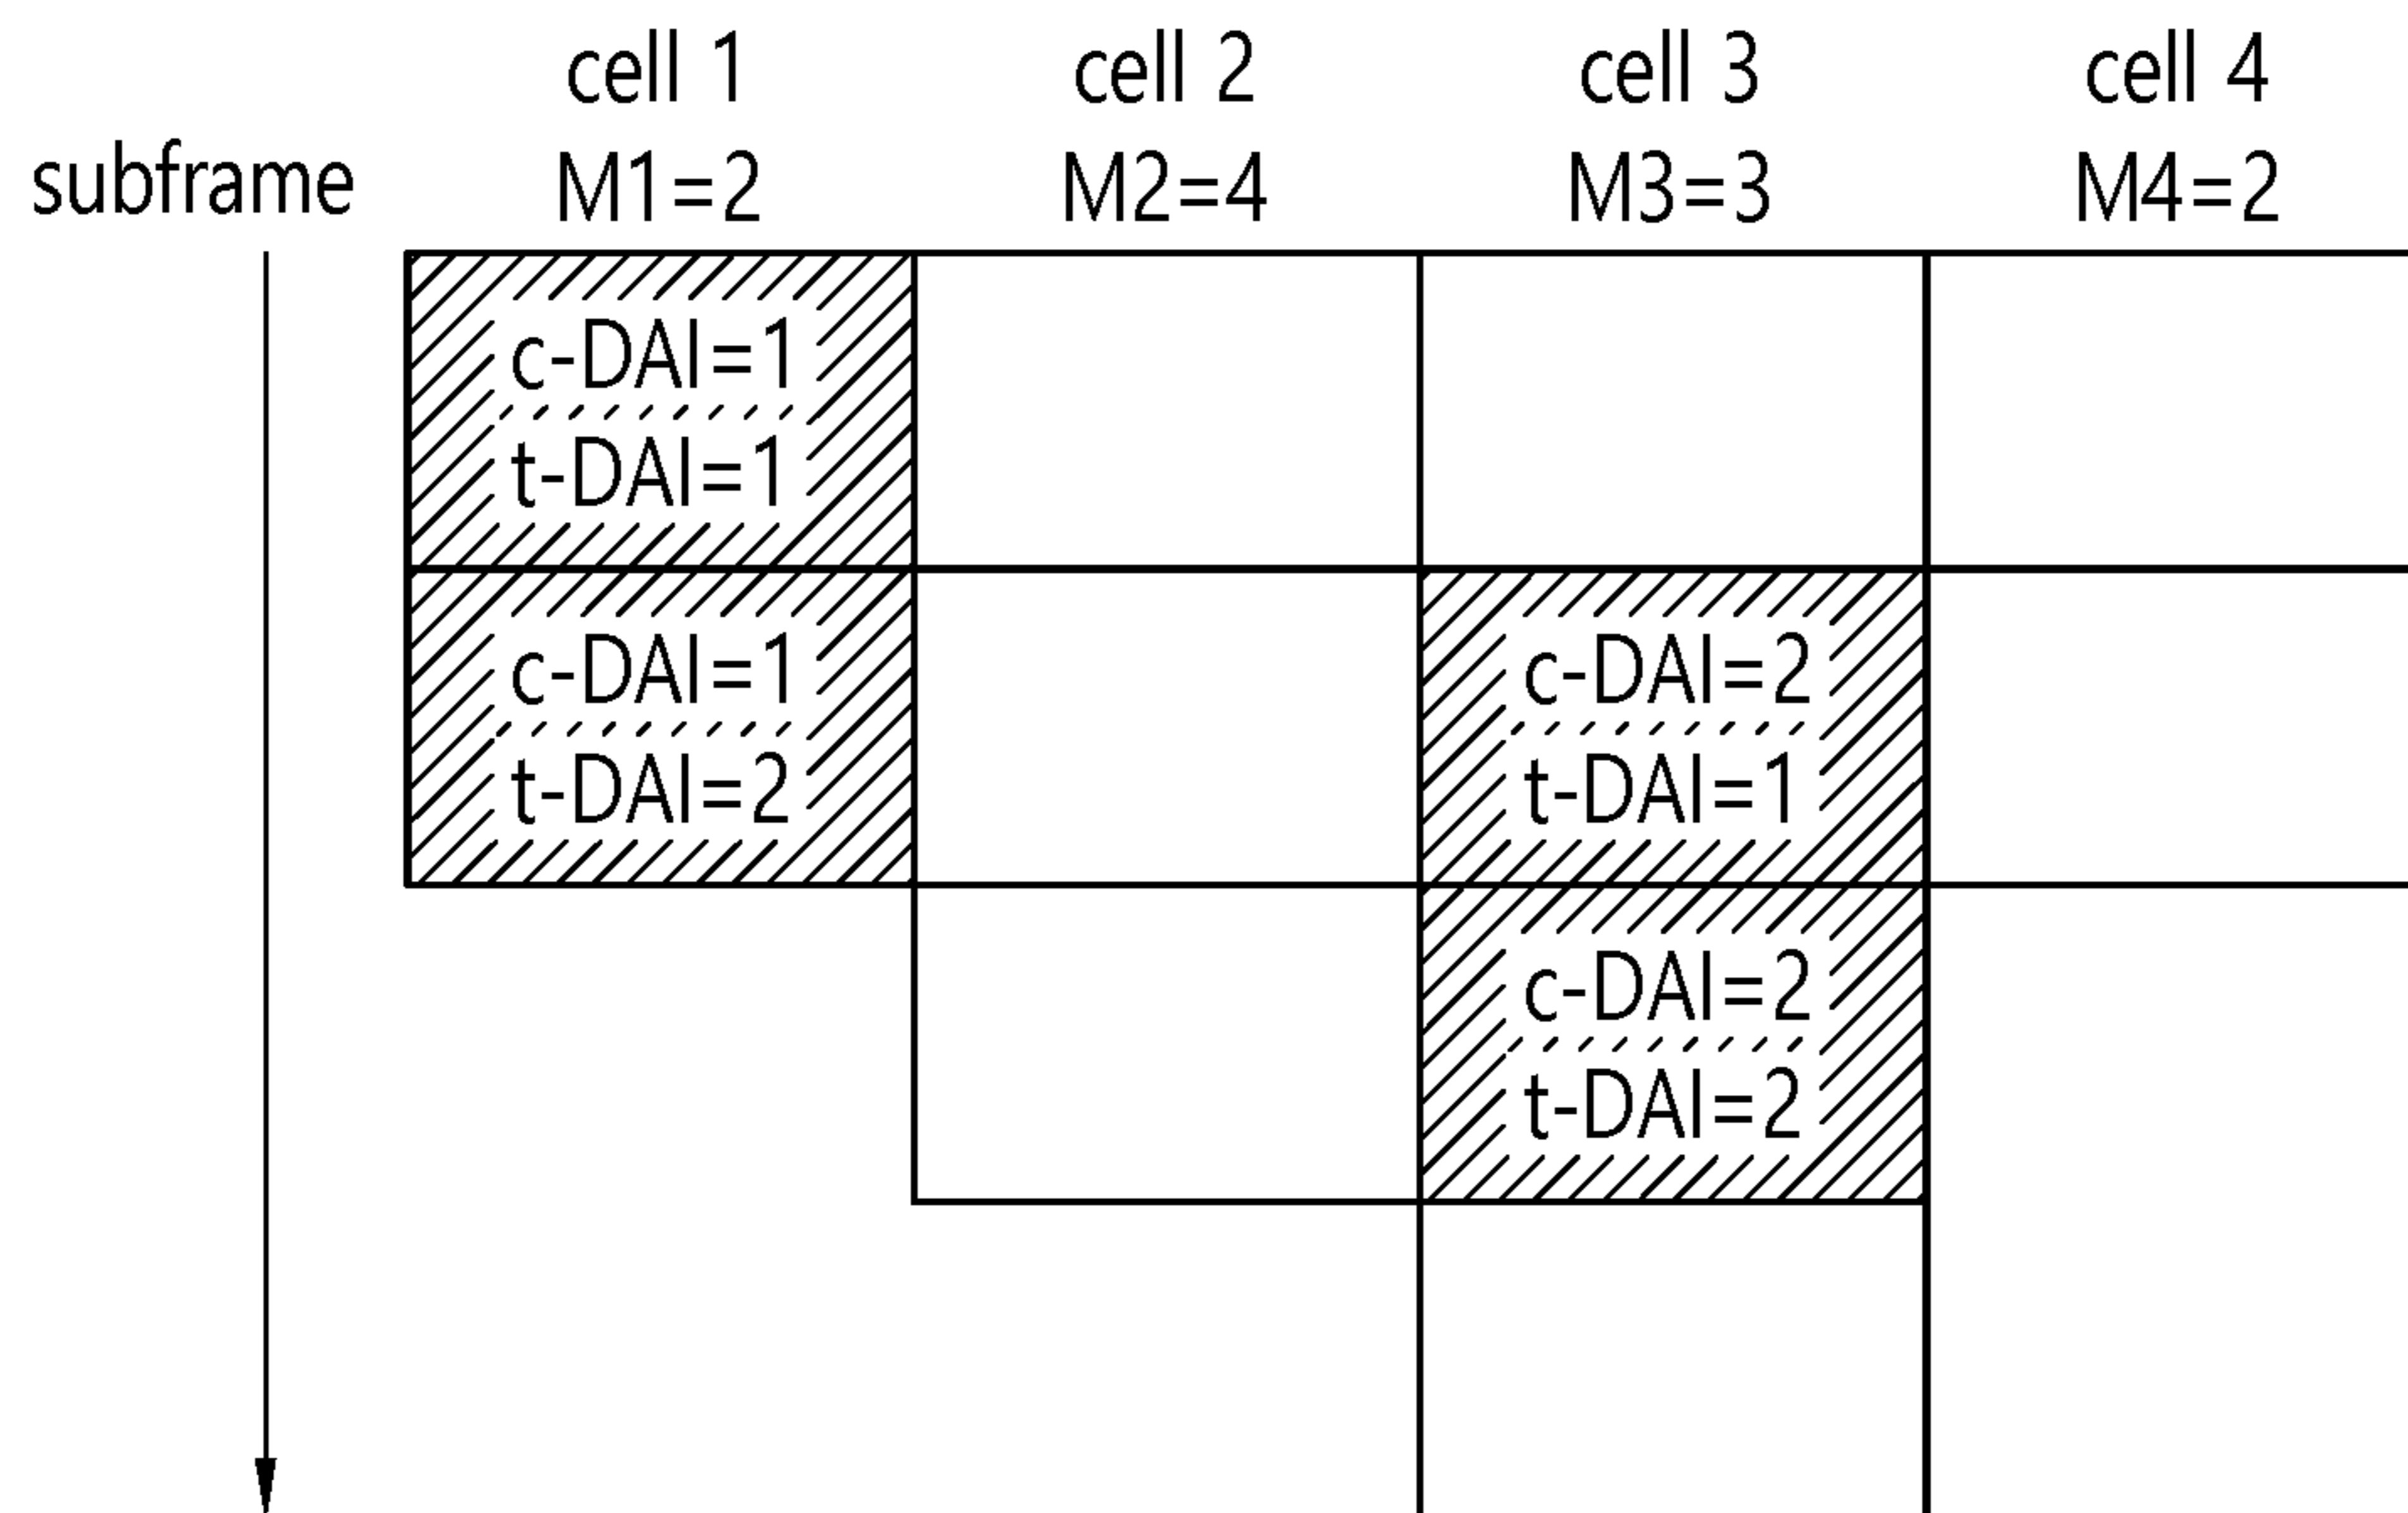 cell 1 cell 2 cell 3 cell 4
subframe M1=2 M2=4 M3=3 M4=2
c-DAI=1
t-DAI=1
c-DAI=1 c-DAI=2
t-DAI=2 t-DAI=1
c-DAI=2
t-DAI=2